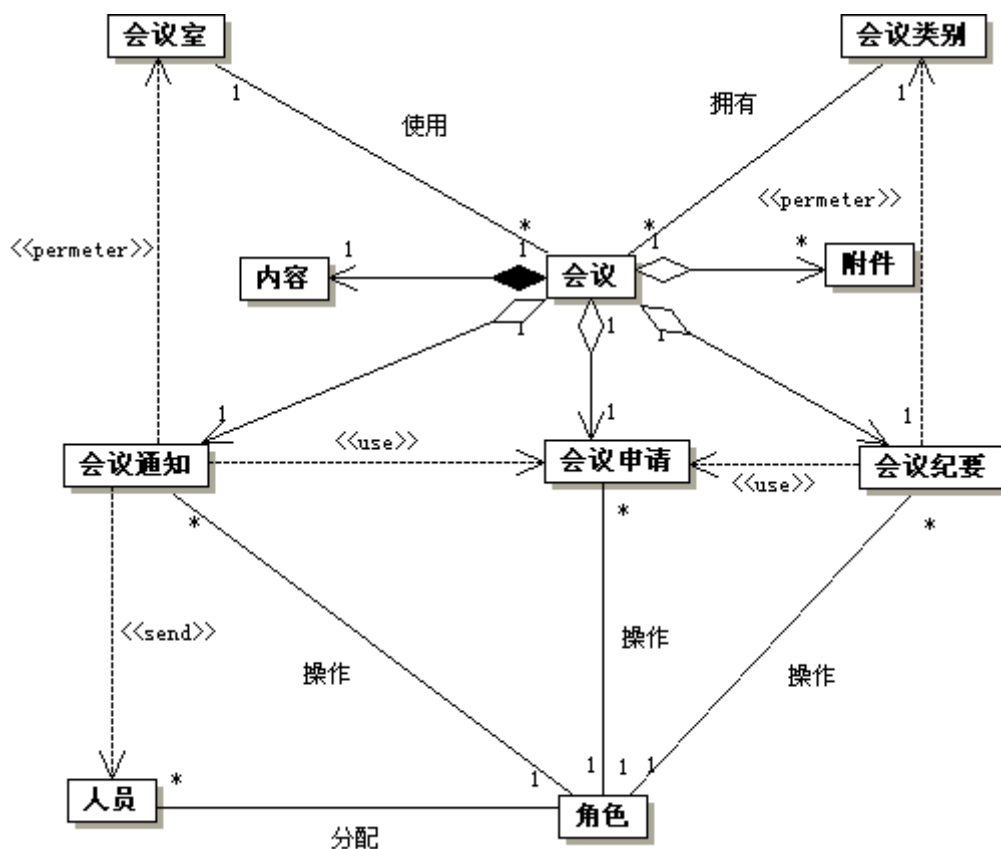 会议室
会议类别
1
1
使用
拥有
<<permeter>>
<<permeter>>
*
*
1
1
1
*
内容
会议
附件
1
1
1
1
1
1
<<use>>
会议通知
会议申请
会议纪要
<<use>>
*
*
*
<<send>>
操作
操作
操作
1
1
1
1
*
人员
角色
分配